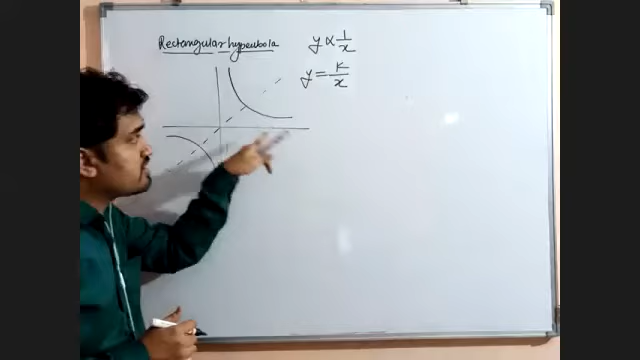 Rectangular hyperbola
y ∝ 1/x
y = K/x